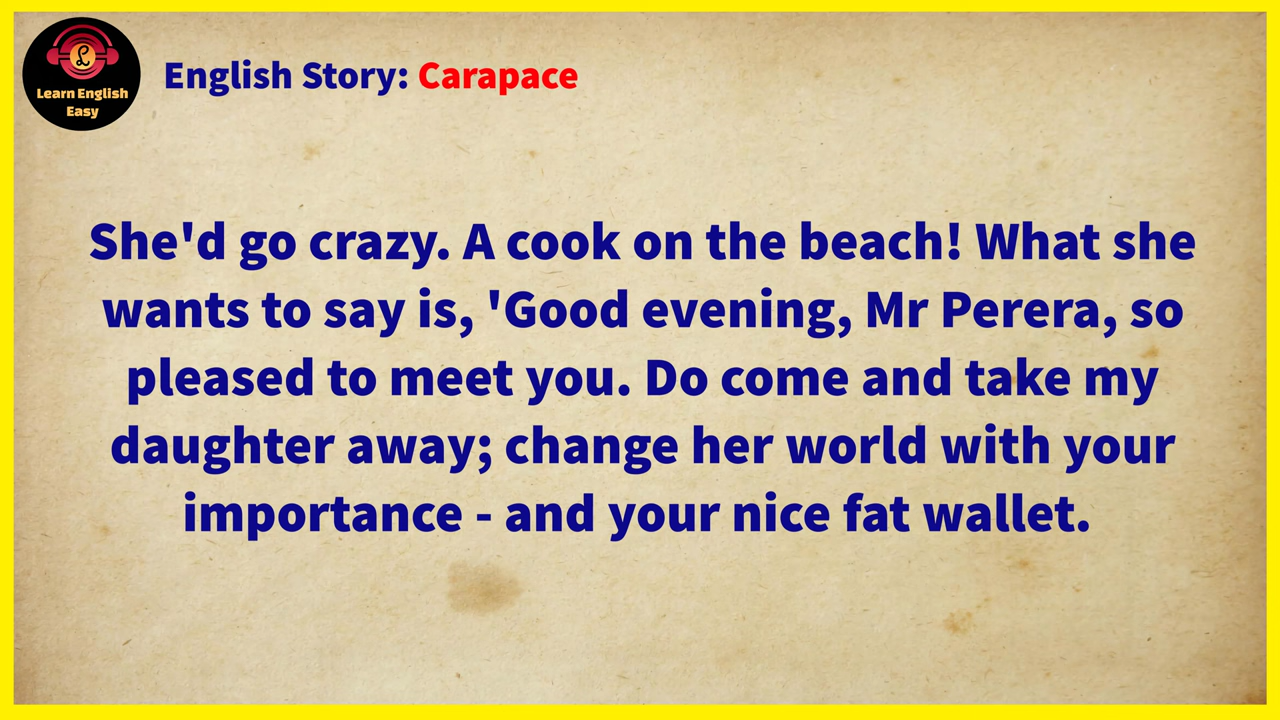 Learn English
Easy
English Story: Carapace
She'd go crazy. A cook on the beach! What she
wants to say is, 'Good evening, Mr Perera, so
pleased to meet you. Do come and take my
daughter away; change her world with your
importance - and your nice fat wallet.